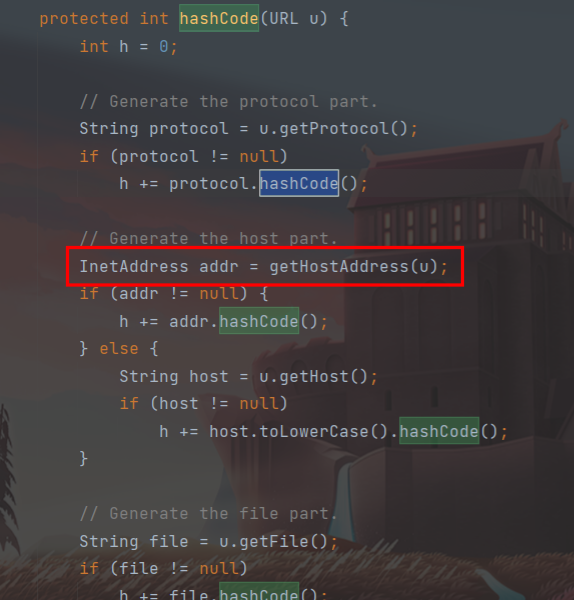 protected int hashCode(URL u) {
int h = 0;
// Generate the protocol part.
String protocol = u.getProtocol();
if (protocol != null)
h += protocol.hashCode();
// Generate the host part.
InetAddress addr = getHostAddress(u);
if (addr != null) {
h += addr.hashCode();
} else {
String host = u.getHost();
if (host != null)
h += host.toLowerCase().hashCode();
}
// Generate the file part.
String file = u.getFile();
if (file != null)
h += file.hashCode();